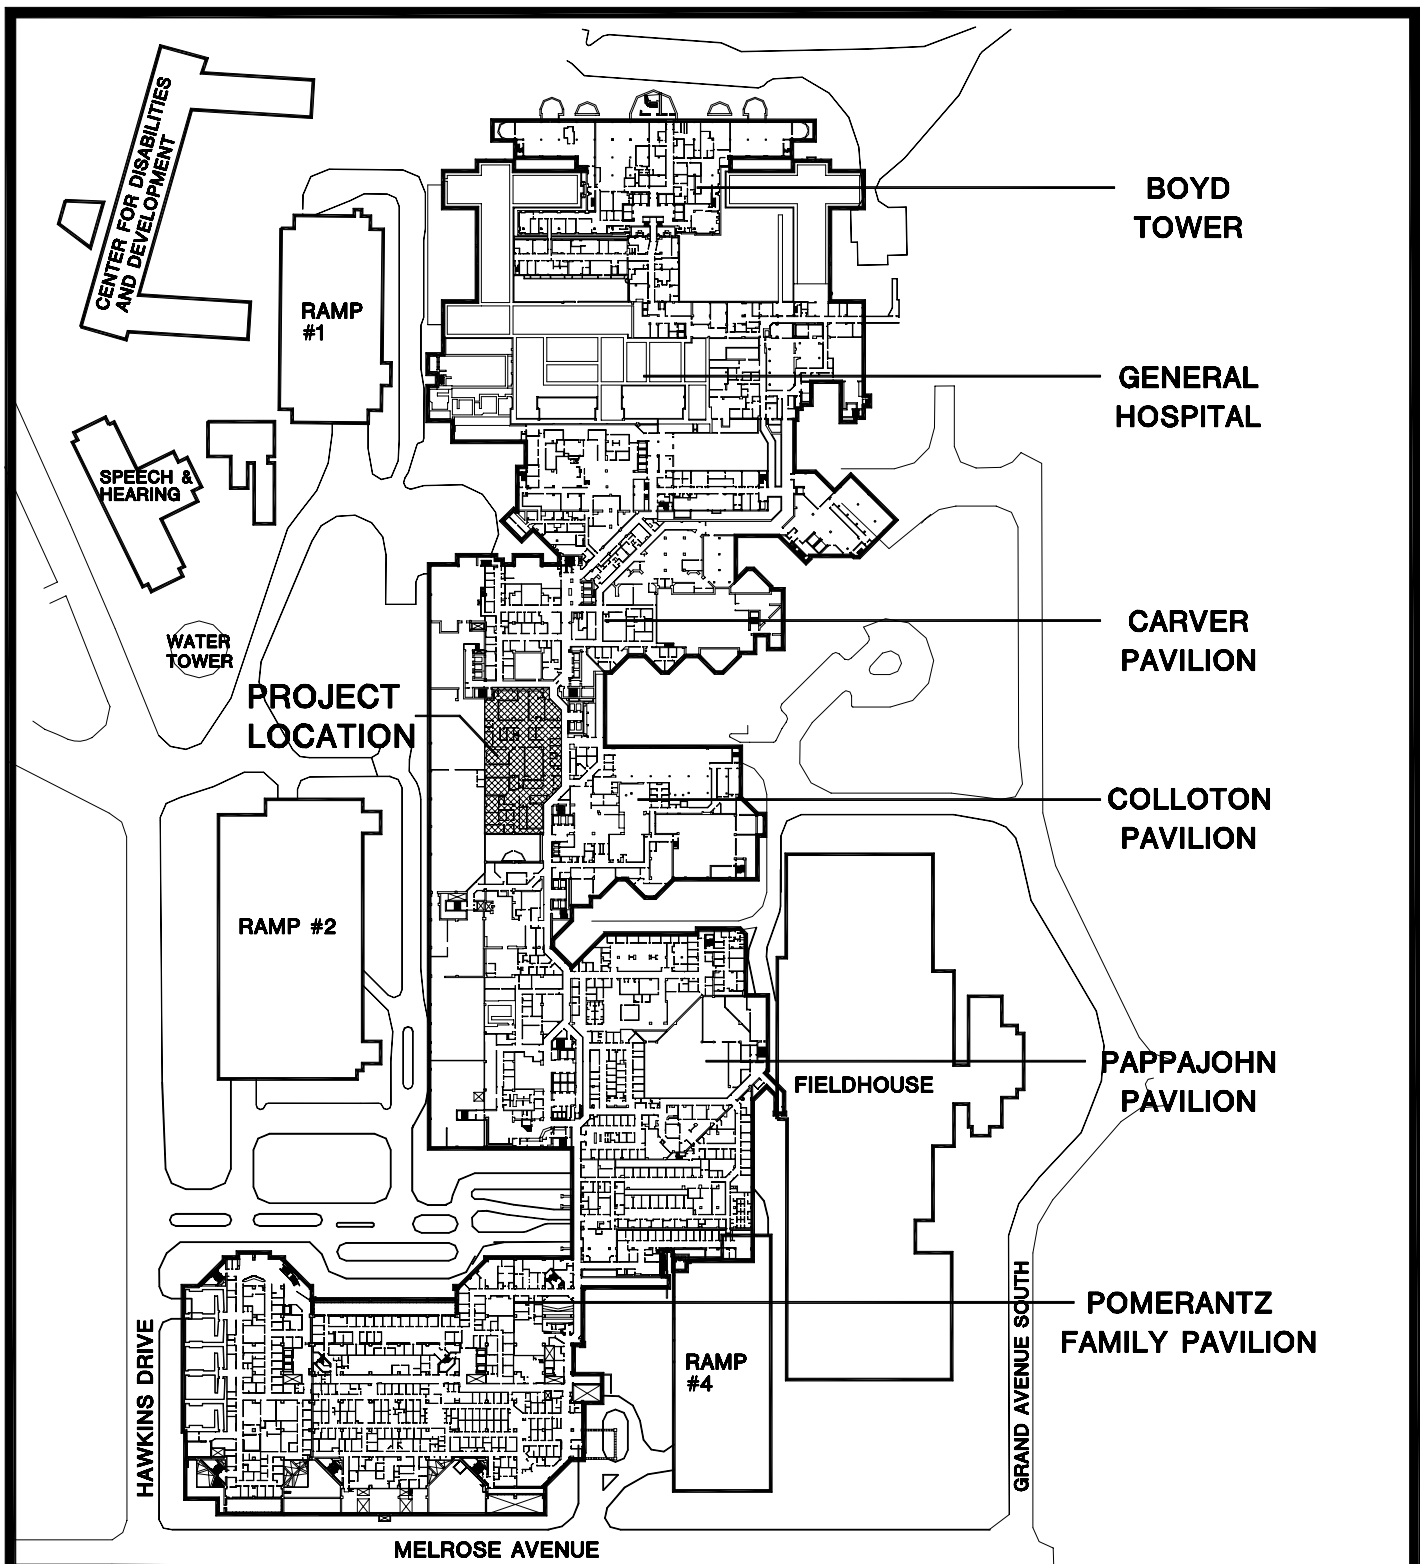 CENTER FOR DISABILITIES
AND DEVELOPMENT
BOYD
TOWER
RAMP
#1
GENERAL
HOSPITAL
SPEECH &
HEARING
WATER
TOWER
CARVER
PAVILION
PROJECT
LOCATION
COLLOTON
PAVILION
RAMP #2
PAPPAJOHN
PAVILION
FIELDHOUSE
POMERANTZ
FAMILY PAVILION
RAMP
#4
HAWKINS DRIVE
GRAND AVENUE SOUTH
MELROSE AVENUE